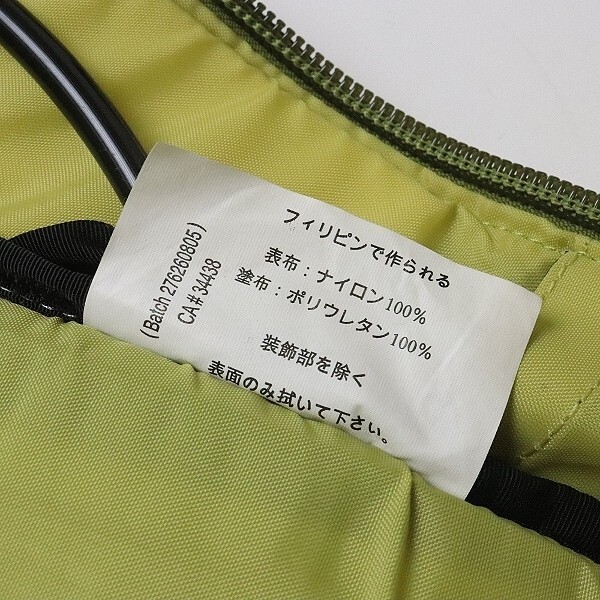 フィリピンで作られる
表布：ナイロン100%
塗布：ポリウレタン100%
装飾部を除く
表面のみ拭いて下さい。
(Batch 276260805)
CA#34438